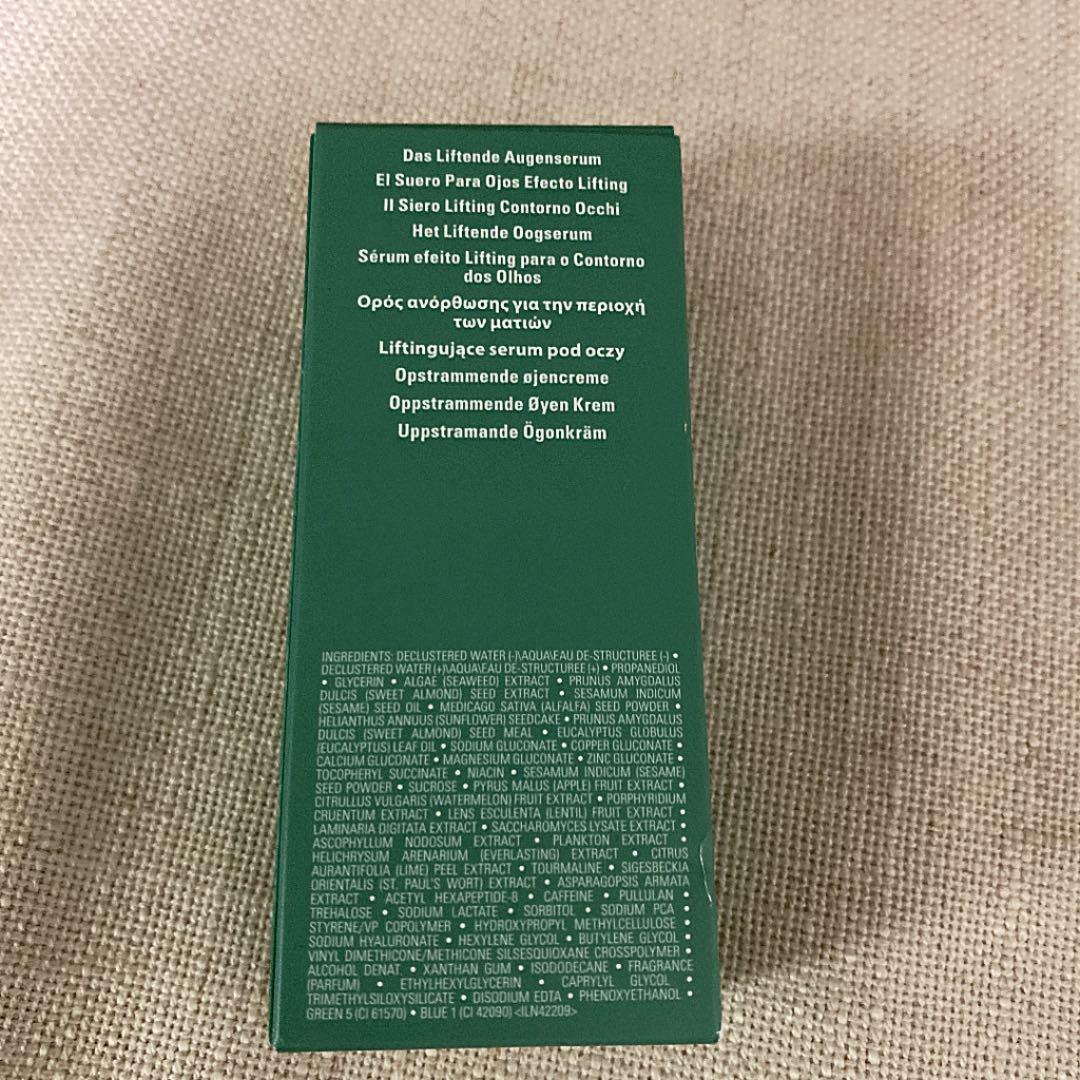 Das Liftende Augenserum
El Suero Para Ojos Efecto Lifting
Il Siero Lifting Contorno Occhi
Het Liftende Oogserum
Sérum efeito Lifting para o Contorno
dos Olhos
Ορός ανόρθωσης για την περιοχή
των ματιών
Liftingujące serum pod oczy
Opstrammende øjencreme
Oppstrammende Øyen Krem
Uppstramande Ögonkräm
INGREDIENTS: DECLUSTERED WATER (-)\AQUA\EAU DE-STRUCTUREE (-) •
DECLUSTERED WATER (+)\AQUA\EAU DE-STRUCTUREE (+) • PROPANEDIOL
• GLYCERIN • ALGAE (SEAWEED) EXTRACT • PRUNUS AMYGDALUS
DULCIS (SWEET ALMOND) SEED EXTRACT • SESAMUM INDICUM
(SESAME) SEED OIL • MEDICAGO SATIVA (ALFALFA) SEED POWDER •
HELIANTHUS ANNUUS (SUNFLOWER) SEEDCAKE • PRUNUS AMYGDALUS
DULCIS (SWEET ALMOND) SEED MEAL • EUCALYPTUS GLOBULUS
(EUCALYPTUS) LEAF OIL • SODIUM GLUCONATE • COPPER GLUCONATE •
CALCIUM GLUCONATE • MAGNESIUM GLUCONATE • ZINC GLUCONATE •
TOCOPHERYL SUCCINATE • NIACIN • SESAMUM INDICUM (SESAME)
SEED POWDER • SUCROSE • PYRUS MALUS (APPLE) FRUIT EXTRACT •
CITRULLUS VULGARIS (WATERMELON) FRUIT EXTRACT • PORPHYRIDIUM
CRUENTUM EXTRACT • LENS ESCULENTA (LENTIL) FRUIT EXTRACT •
LAMINARIA DIGITATA EXTRACT • SACCHAROMYCES LYSATE EXTRACT •
ASCOPHYLLUM NODOSUM EXTRACT • PLANKTON EXTRACT •
HELICHRYSUM ARENARIUM (EVERLASTING) EXTRACT • CITRUS
AURANTIFOLIA (LIME) PEEL EXTRACT • TOURMALINE • SIGESBECKIA
ORIENTALIS (ST. PAUL'S WORT) EXTRACT • ASPARAGOPSIS ARMATA
EXTRACT • ACETYL HEXAPEPTIDE-8 • CAFFEINE • PULLULAN •
TREHALOSE • SODIUM LACTATE • SORBITOL • SODIUM PCA •
STYRENE/VP COPOLYMER • HYDROXYPROPYL METHYLCELLULOSE •
SODIUM HYALURONATE • HEXYLENE GLYCOL • BUTYLENE GLYCOL •
VINYL DIMETHICONE/METHICONE SILSESQUIOXANE CROSSPOLYMER •
ALCOHOL DENAT. • XANTHAN GUM • ISODODECANE • FRAGRANCE
(PARFUM) • ETHYLHEXYLGLYCERIN • CAPRYLYL GLYCOL •
TRIMETHYLSILOXYSILICATE • DISODIUM EDTA • PHENOXYETHANOL •
GREEN 5 (CI 61570) • BLUE 1 (CI 42090) <ILN42209>